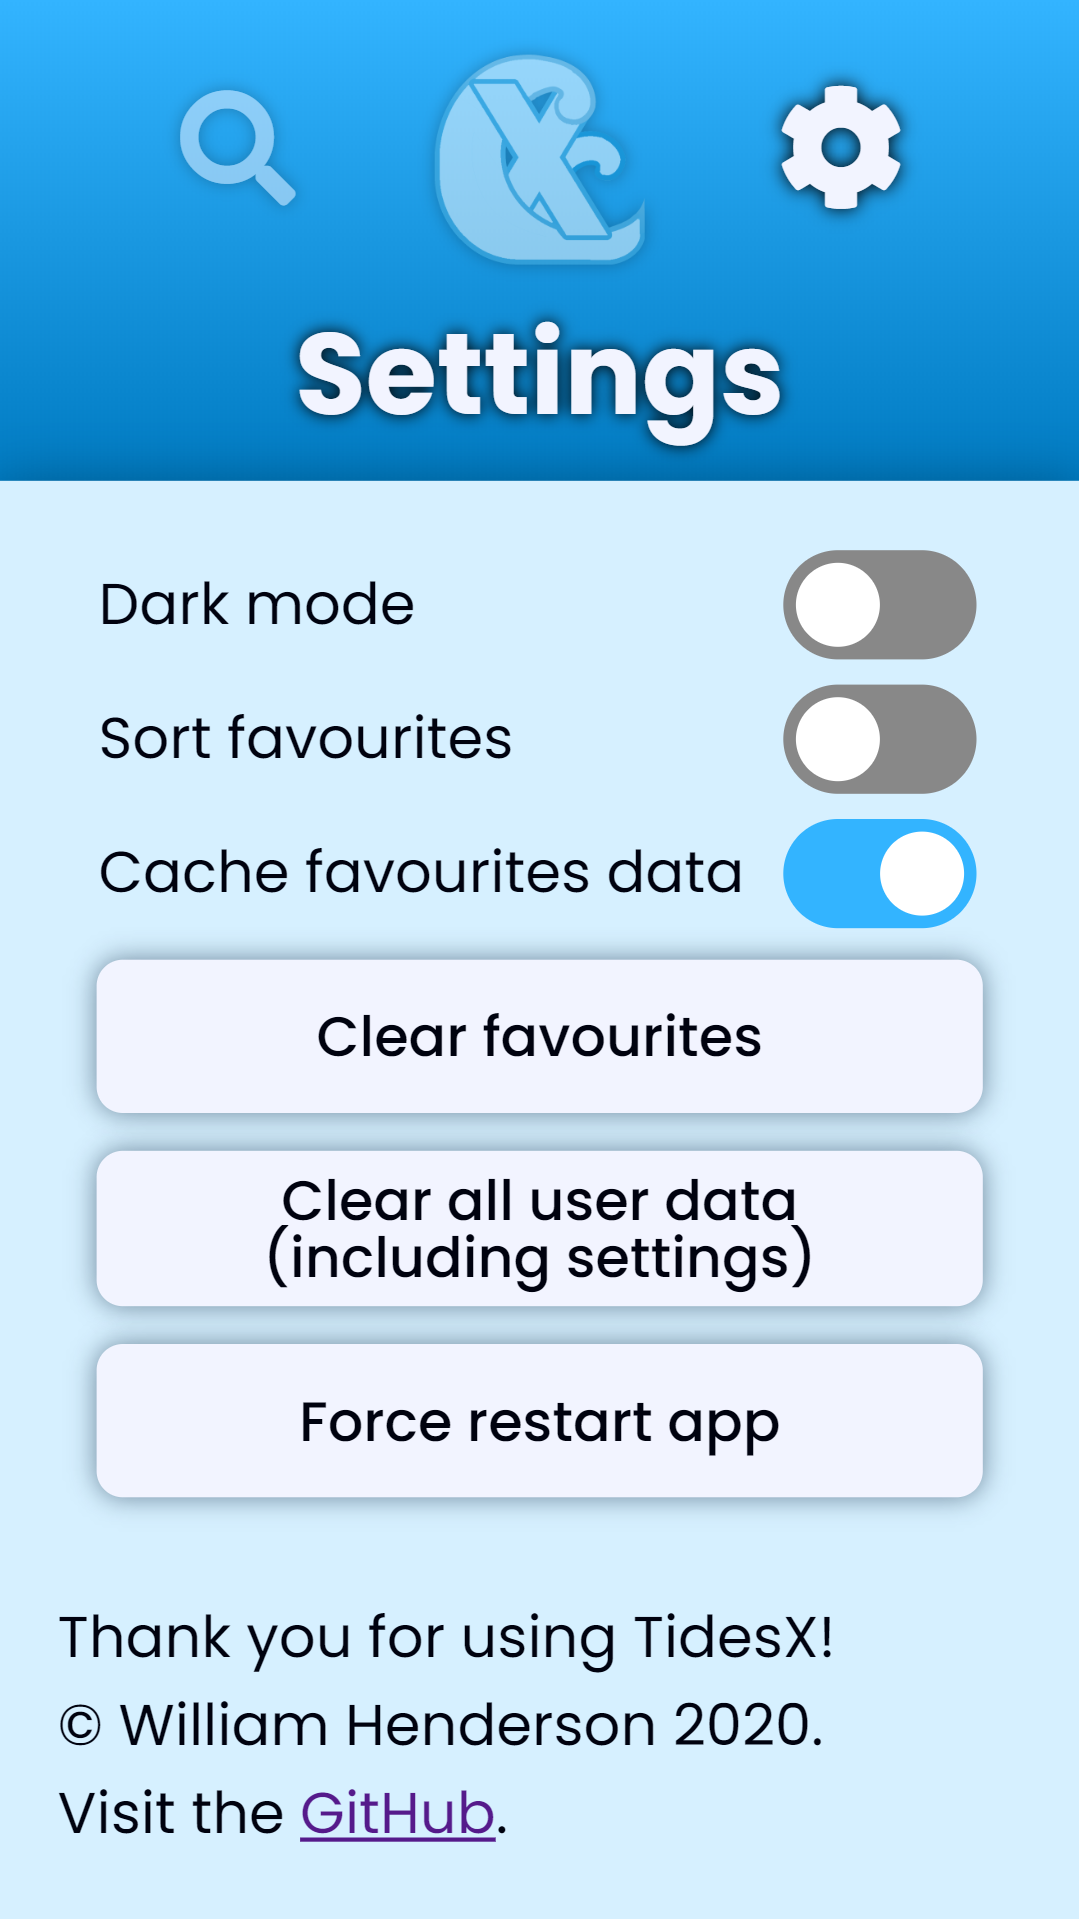 Settings
Dark mode
Sort favourites
Cache favourites data
Clear favourites
Clear all user data
(including settings)
Force restart app
Thank you for using TidesX!
© William Henderson 2020.
Visit the GitHub.